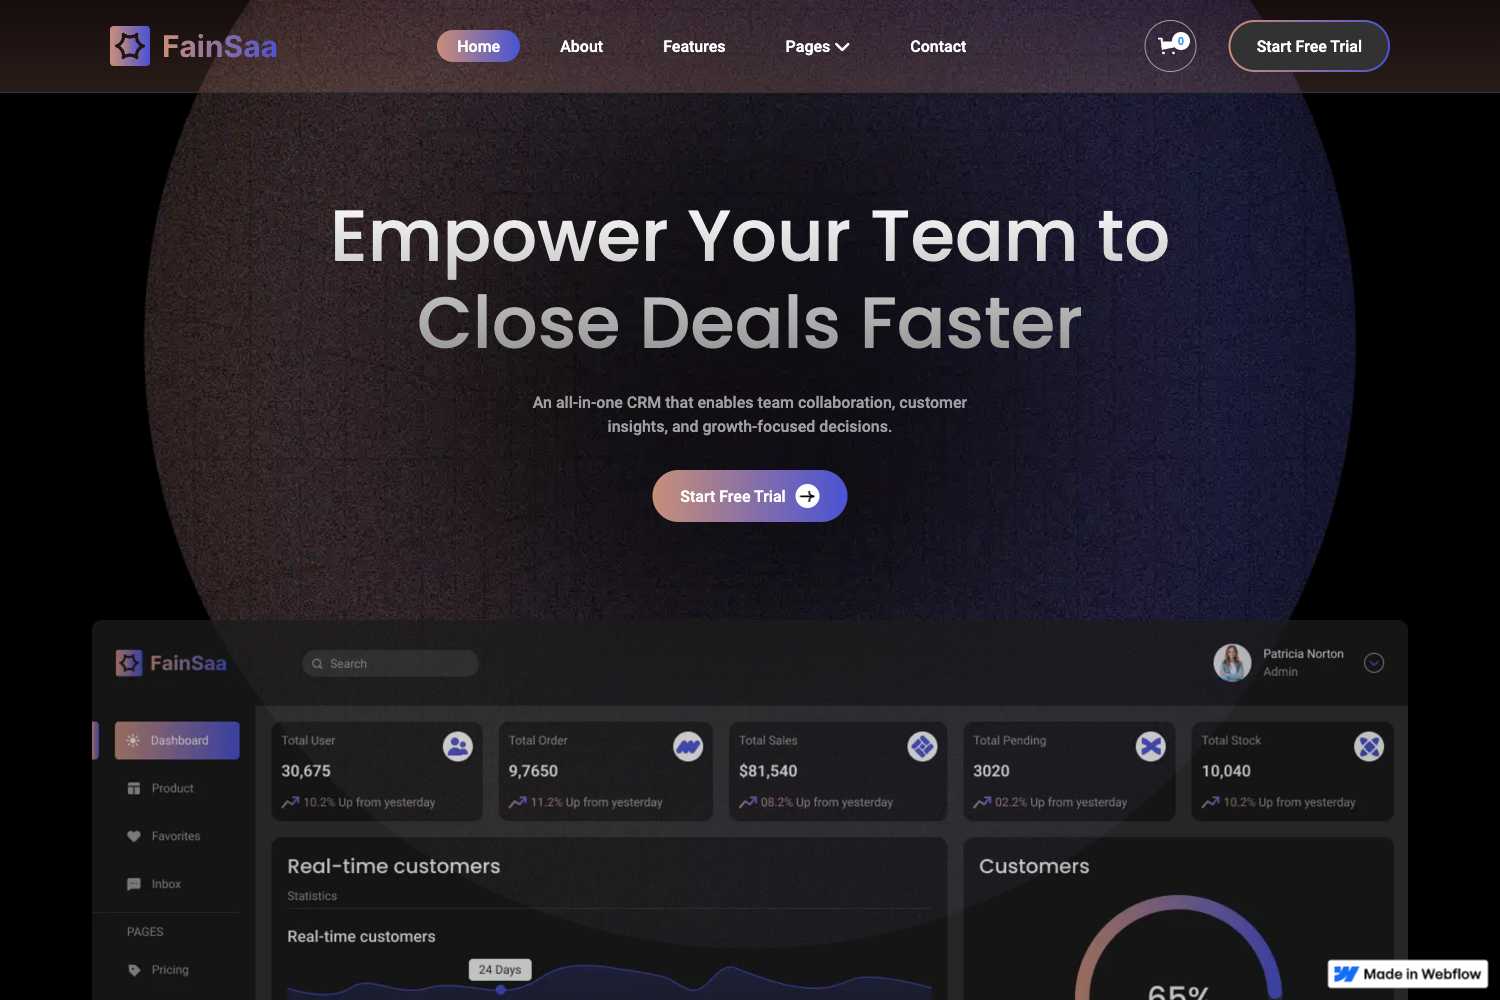 FainSaa
Home
About
Features
Pages
Contact
0
Start Free Trial
Empower Your Team to
Close Deals Faster
An all-in-one CRM that enables team collaboration, customer
insights, and growth-focused decisions.
Start Free Trial
FainSaa
Search
Patricia Norton
Admin
Dashboard
Product
Favorites
Inbox
PAGES
Pricing
Total User
30,675
10.2% Up from yesterday
Total Order
9,7650
11.2% Up from yesterday
Total Sales
$81,540
08.2% Up from yesterday
Total Pending
3020
02.2% Up from yesterday
Total Stock
10,040
10.2% Up from yesterday
Real-time customers
Statistics
Real-time customers
24 Days
Customers
65%
Made in Webflow